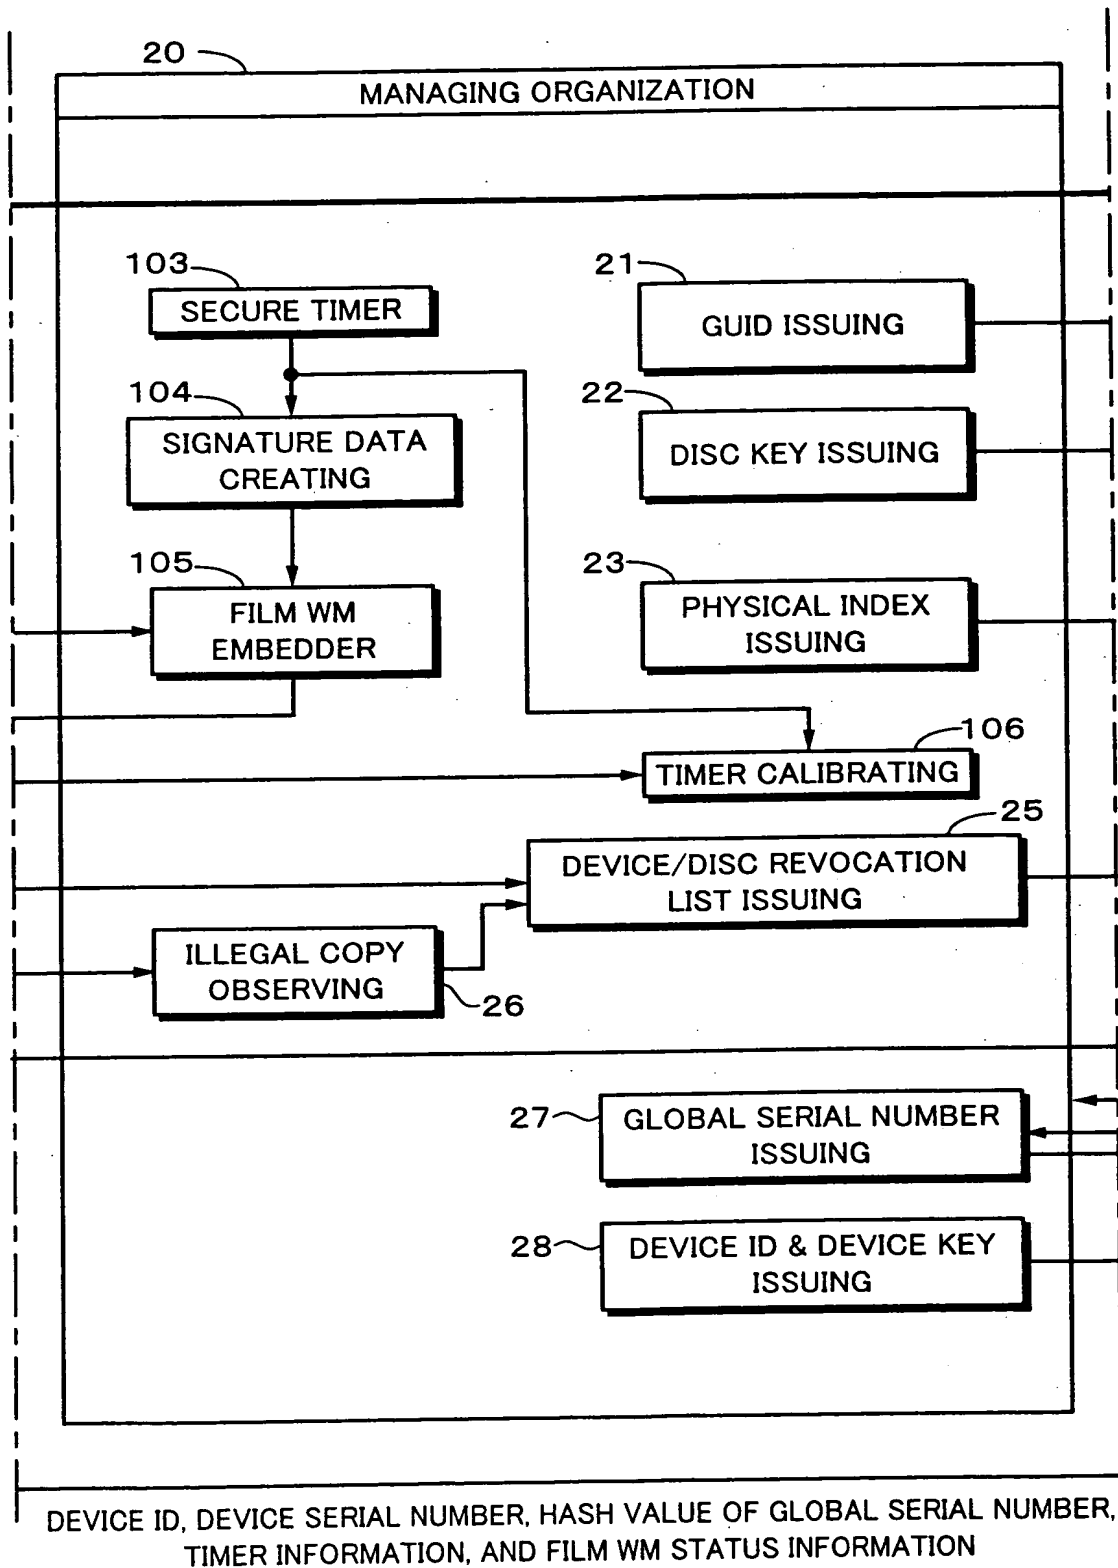 20
MANAGING ORGANIZATION
103
SECURE TIMER
21
GUID ISSUING
104
SIGNATURE DATA
CREATING
22
DISC KEY ISSUING
105
FILM WM
EMBEDDER
23
PHYSICAL INDEX
ISSUING
106
TIMER CALIBRATING
25
DEVICE/DISC REVOCATION
LIST ISSUING
ILLEGAL COPY
OBSERVING
26
27
GLOBAL SERIAL NUMBER
ISSUING
28
DEVICE ID & DEVICE KEY
ISSUING
DEVICE ID, DEVICE SERIAL NUMBER, HASH VALUE OF GLOBAL SERIAL NUMBER,
TIMER INFORMATION, AND FILM WM STATUS INFORMATION